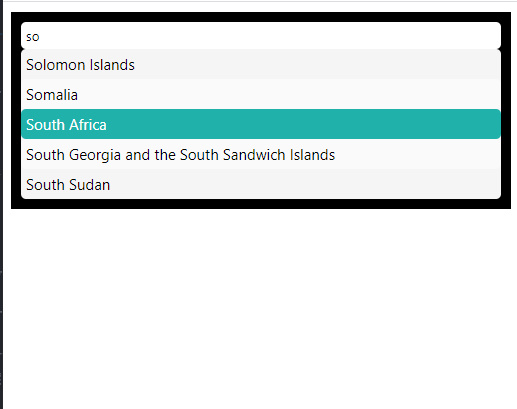 so
Solomon Islands
Somalia
South Africa
South Georgia and the South Sandwich Islands
South Sudan